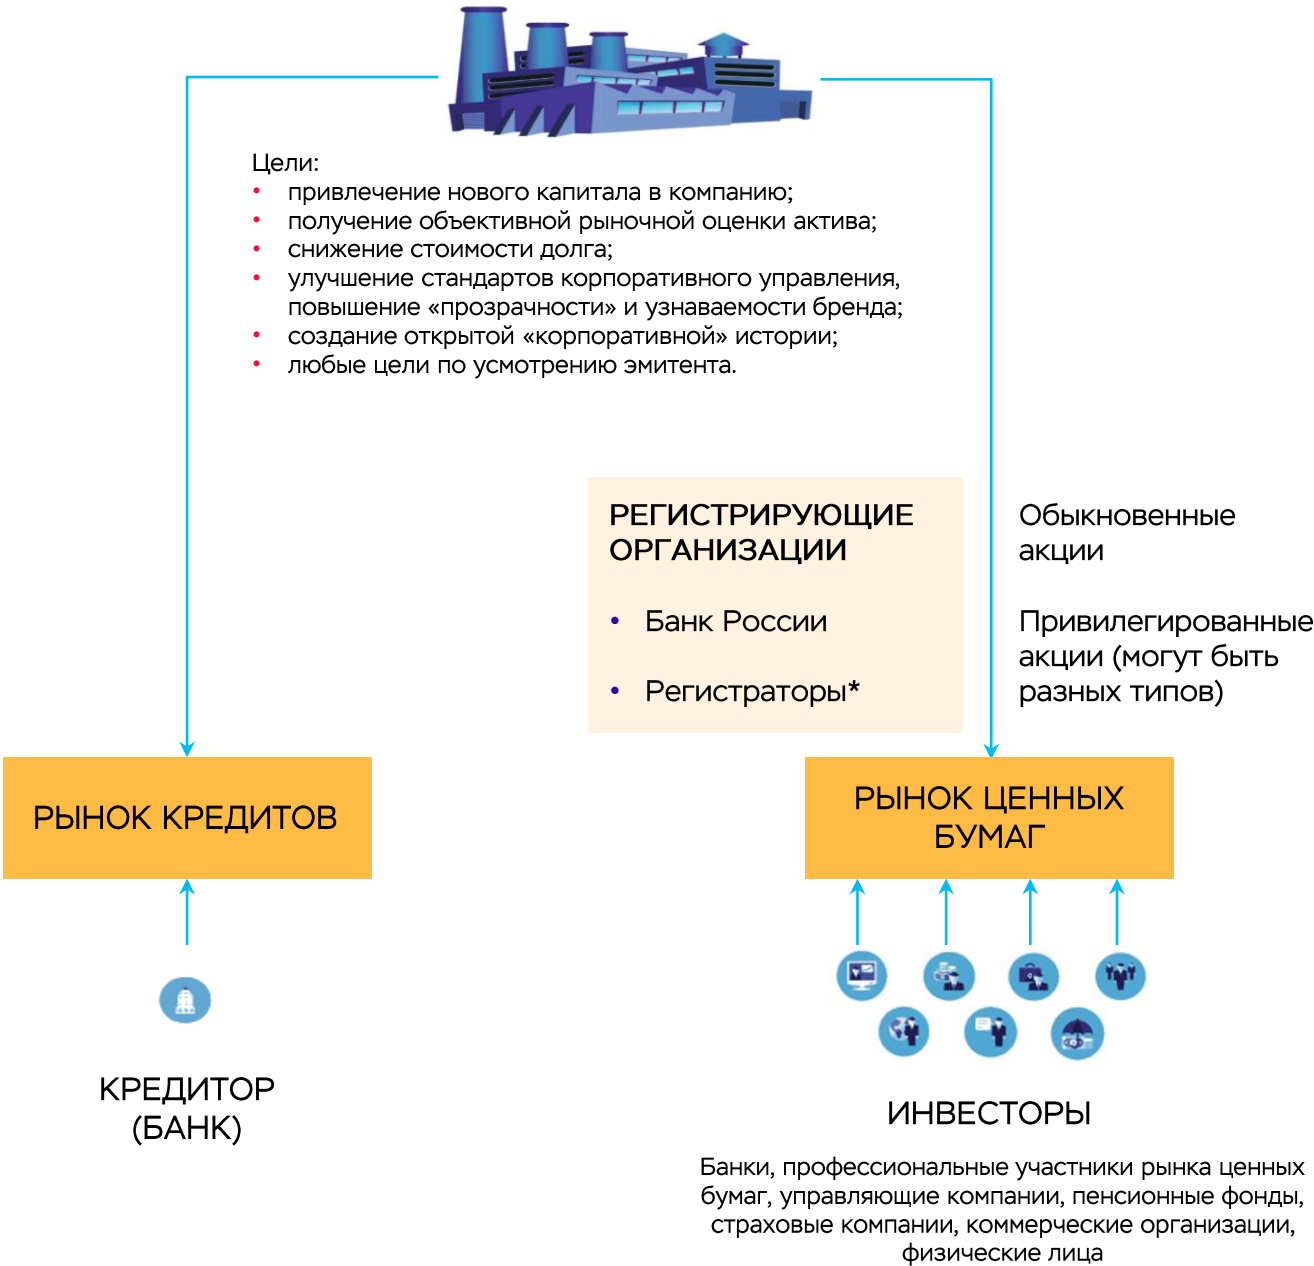 Цели:
• привлечение нового капитала в компанию;
• получение объективной рыночной оценки актива;
• снижение стоимости долга;
• улучшение стандартов корпоративного управления,
повышение «прозрачности» и узнаваемости бренда;
• создание открытой «корпоративной» истории;
• любые цели по усмотрению эмитента.
РЕГИСТРИРУЮЩИЕ
ОРГАНИЗАЦИИ
• Банк России
• Регистраторы*
Обыкновенные
акции
Привилегированные
акции (могут быть
разных типов)
РЫНОК КРЕДИТОВ
РЫНОК ЦЕННЫХ
БУМАГ
КРЕДИТОР
(БАНК)
ИНВЕСТОРЫ
Банки, профессиональные участники рынка ценных
бумаг, управляющие компании, пенсионные фонды,
страховые компании, коммерческие организации,
физические лица